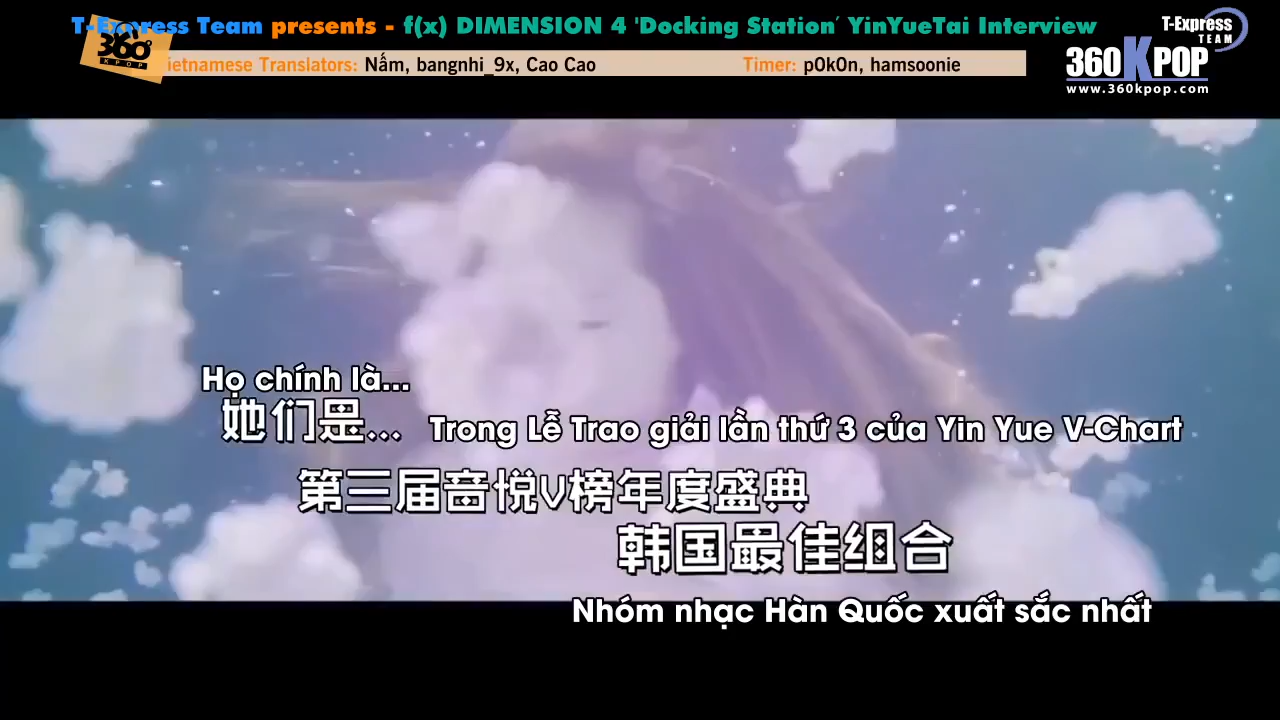 T-Express Team presents - f(x) DIMENSION 4 'Docking Station' YinYueTai Interview
360°
KPOP
Vietnamese Translators: Nấm, bangnhi_9x, Cao Cao
Timer: p0k0n, hamsoonie
T-Express
TEAM
360KPOP
www.360kpop.com
Họ chính là...
她们是...
Trong Lễ Trao giải lần thứ 3 của Yin Yue V-Chart
第三届音悦V榜年度盛典
韩国最佳组合
Nhóm nhạc Hàn Quốc xuất sắc nhất